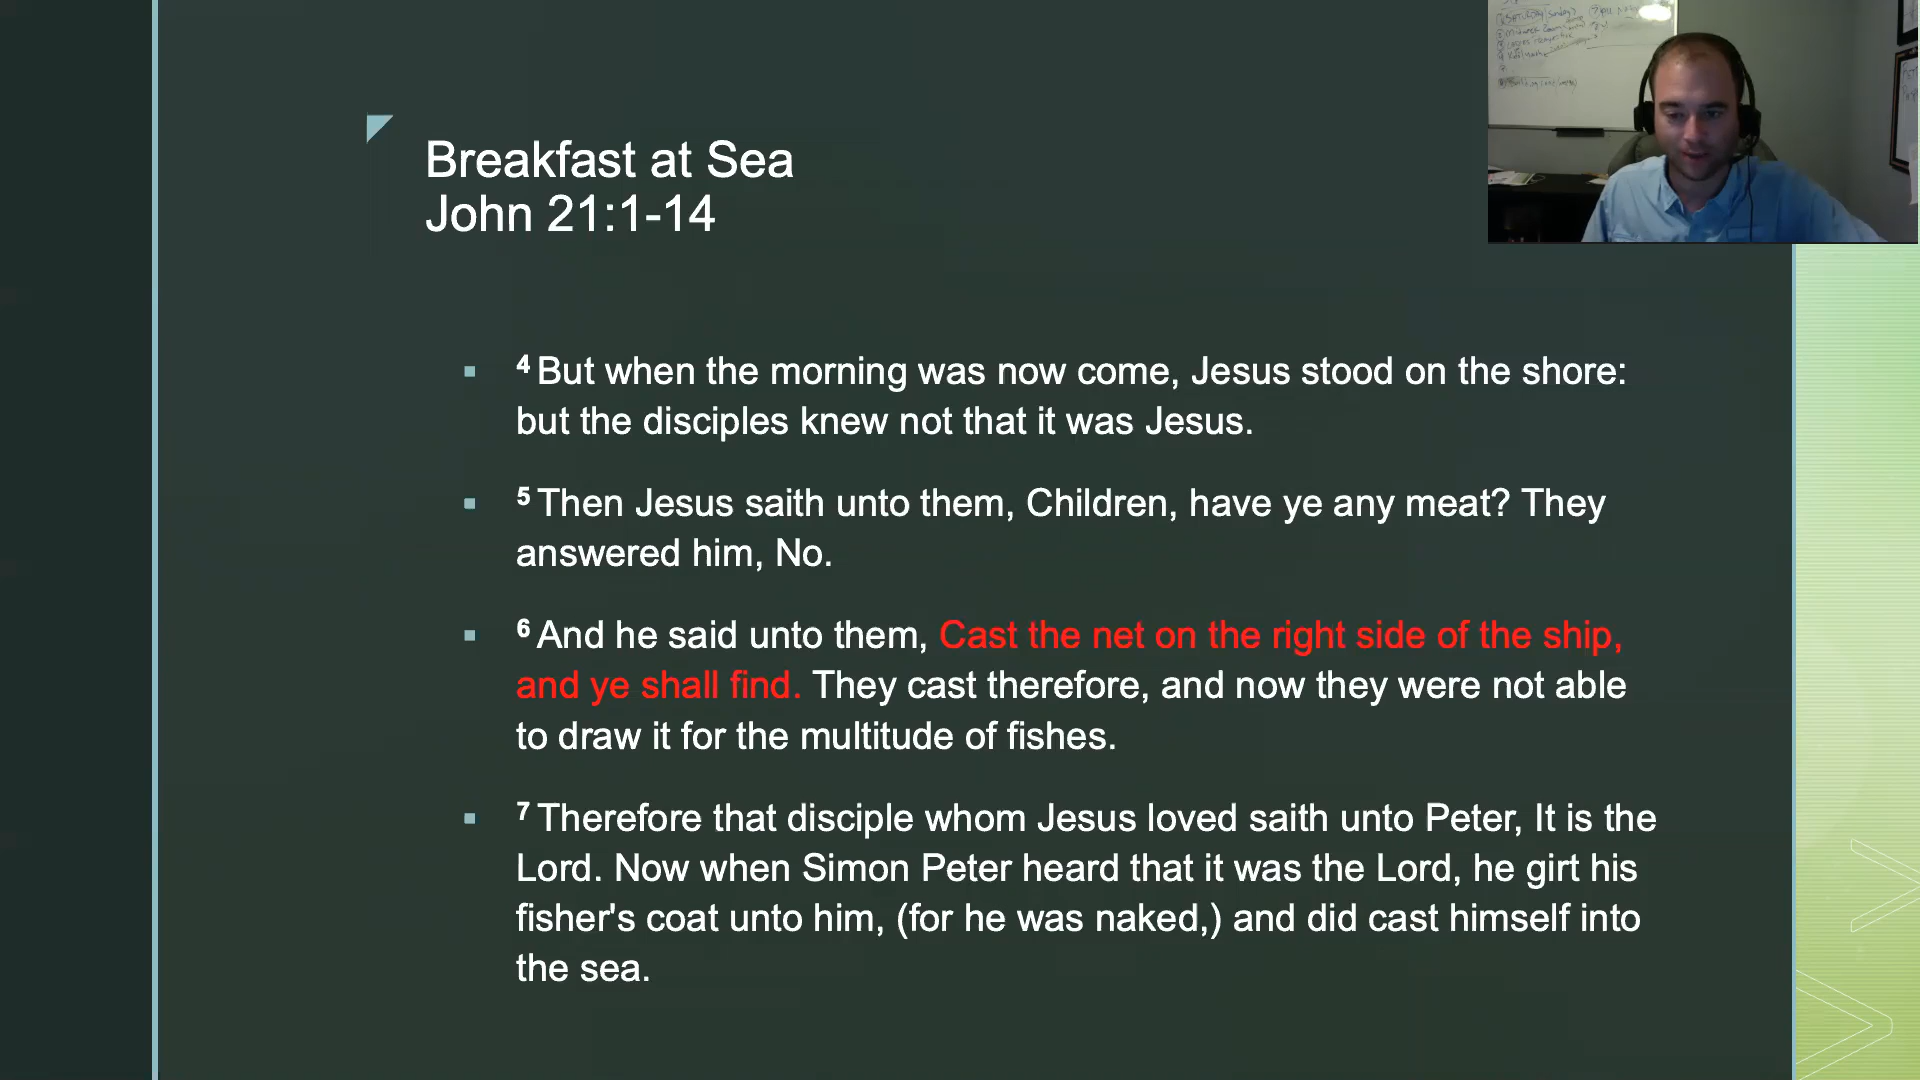 Breakfast at Sea
John 21:1-14
4 But when the morning was now come, Jesus stood on the shore:
but the disciples knew not that it was Jesus.
5 Then Jesus saith unto them, Children, have ye any meat? They
answered him, No.
6 And he said unto them, Cast the net on the right side of the ship,
and ye shall find. They cast therefore, and now they were not able
to draw it for the multitude of fishes.
7 Therefore that disciple whom Jesus loved saith unto Peter, It is the
Lord. Now when Simon Peter heard that it was the Lord, he girt his
fisher's coat unto him, (for he was naked,) and did cast himself into
the sea.